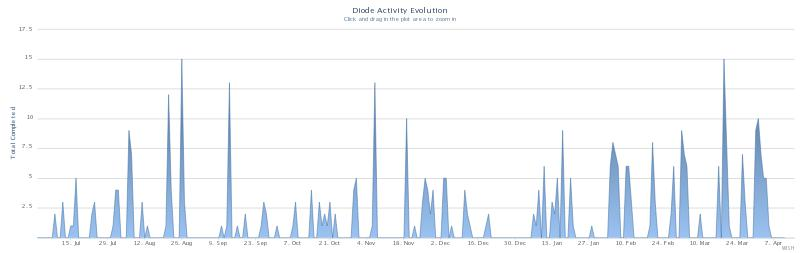 Diode Activity Evolution
Click and drag in the plot area to zoom in
Total Completed
17.5
15
12.5
10
7.5
5
2.5
15. Jul 29. Jul 12. Aug 26. Aug 9. Sep 23. Sep 7. Oct 21. Oct 4. Nov 18. Nov 2. Dec 16. Dec 30. Dec 13. Jan 27. Jan 10. Feb 24. Feb 10. Mar 24. Mar 7. Apr